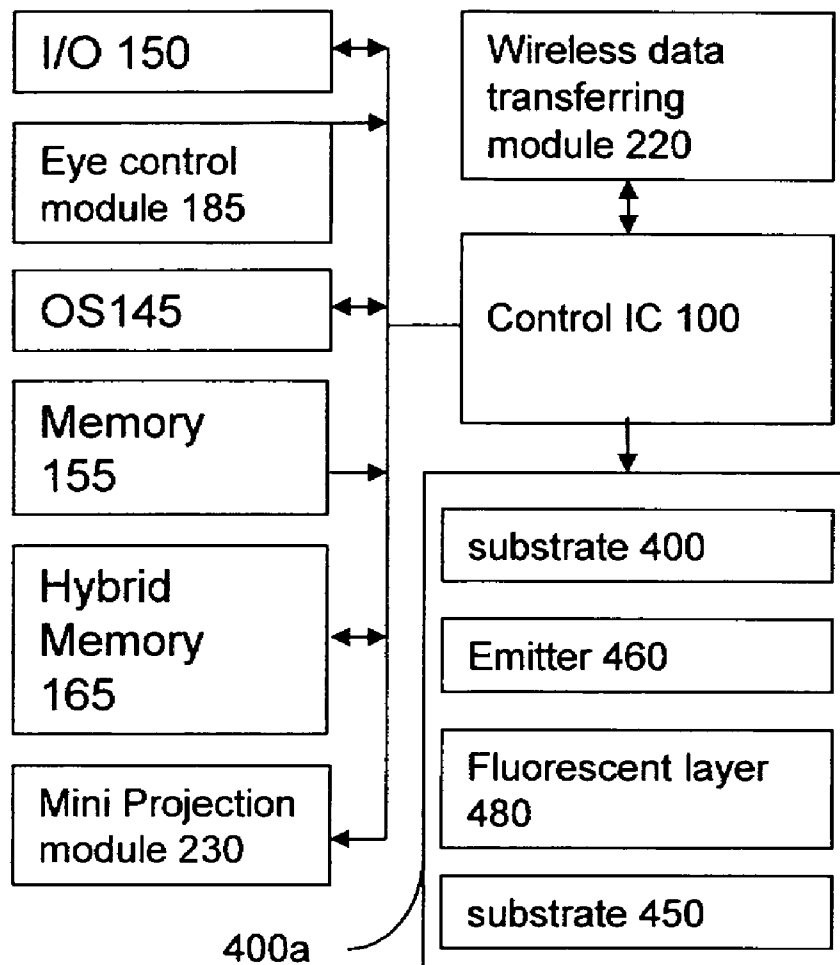 I/O 150
Eye control
module 185
OS145
Memory
155
Hybrid
Memory
165
Mini Projection
module 230
Wireless data
transferring
module 220
Control IC 100
substrate 400
Emitter 460
Fluorescent layer
480
substrate 450
400a